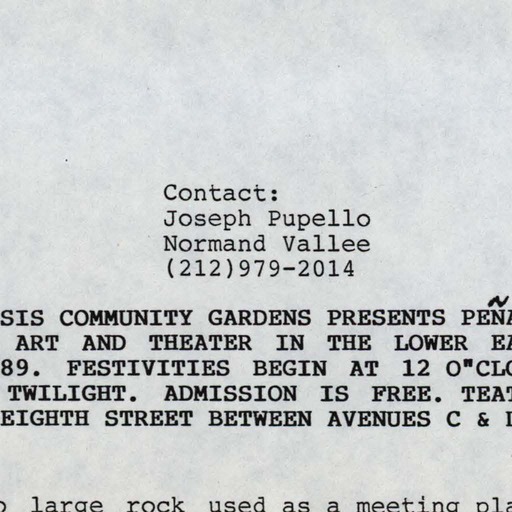 Contact:
Joseph Pupello
Normand Vallee
(212)979-2014
SIS COMMUNITY GARDENS PRESENTS PEÑA
ART AND THEATER IN THE LOWER EA
89. FESTIVITIES BEGIN AT 12 O"CLO
TWILIGHT. ADMISSION IS FREE. TEAT
EIGHTH STREET BETWEEN AVENUES C & D
o large rock used as a meeting pla